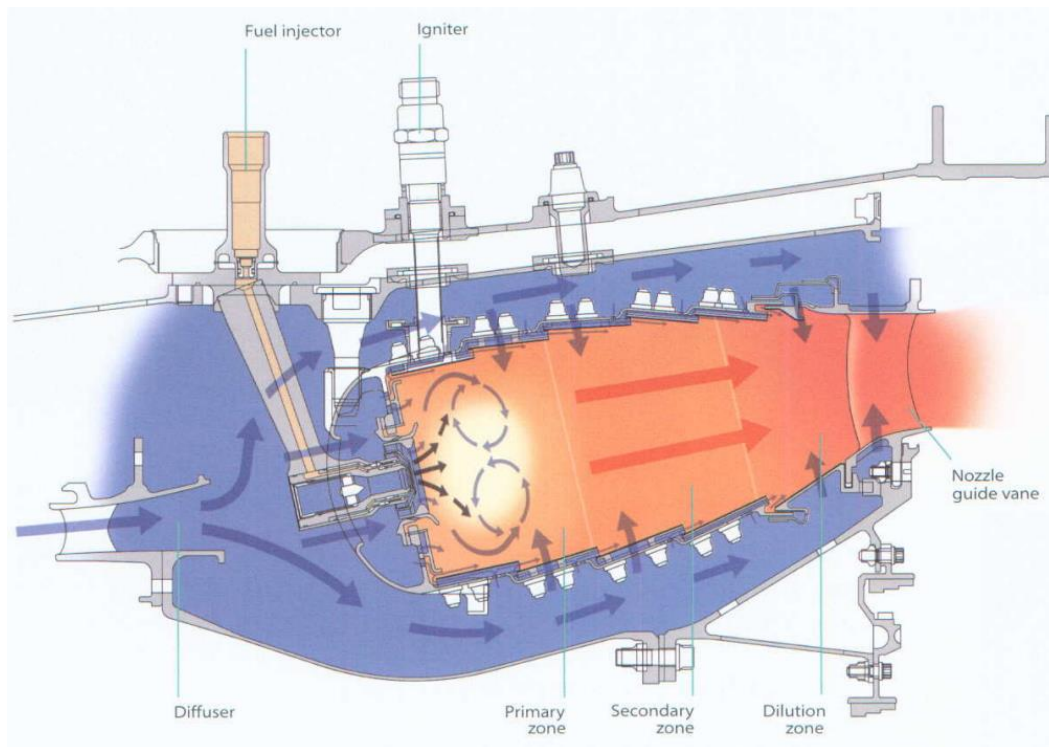 Fuel injector
Igniter
Nozzle
guide vane
Diffuser
Primary
zone
Secondary
zone
Dilution
zone